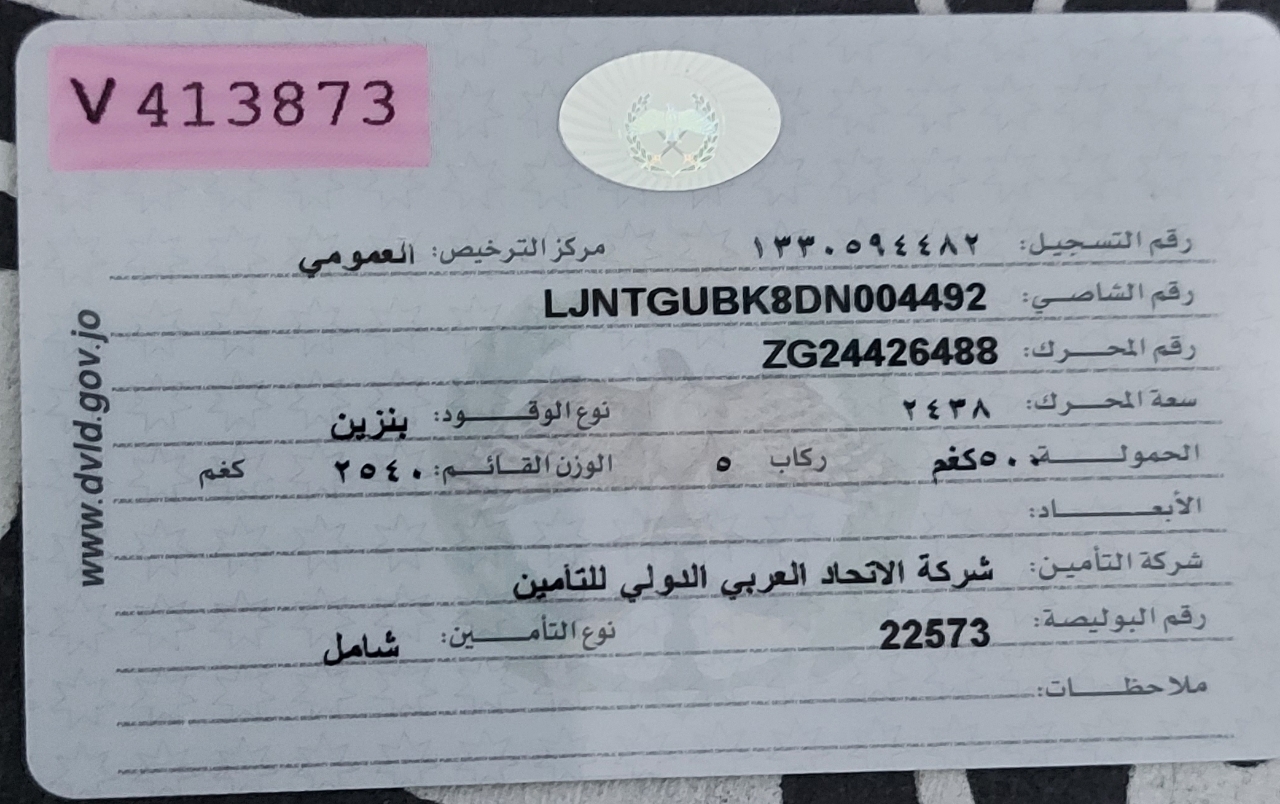 V 413873
رقم التسجيل: ١٣٣٠٥٩٤٤٨٢ مركز الترخيص: العمومي
رقم الشاصي: LJNTGUBK8DN004492
رقم المحرك: ZG24426488
سعة المحرك: ٢٤٣٨ نوع الوقود: بنزين
الحمولة: ٥٠٠كغم ركاب ٥ الوزن القائم: ٢٥٤٠ كغم
الأبعاد:
شركة التأمين: شركة الاتحاد العربي الدولي للتأمين
رقم البوليصة: 22573 نوع التأمين: شامل
ملاحظات:
www.dvld.gov.jo